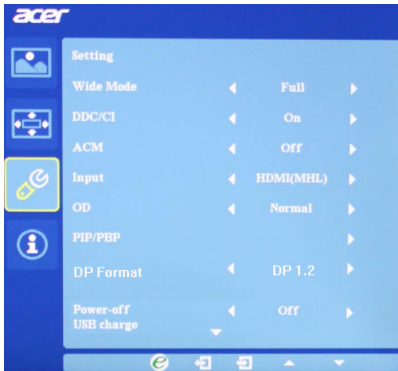 acer
Setting
Wide Mode Full
DDC/CI On
ACM Off
Input HDMI(MHL)
OD Normal
PIP/PBP
DP Format DP 1.2
Power-off Off
USB charge
e